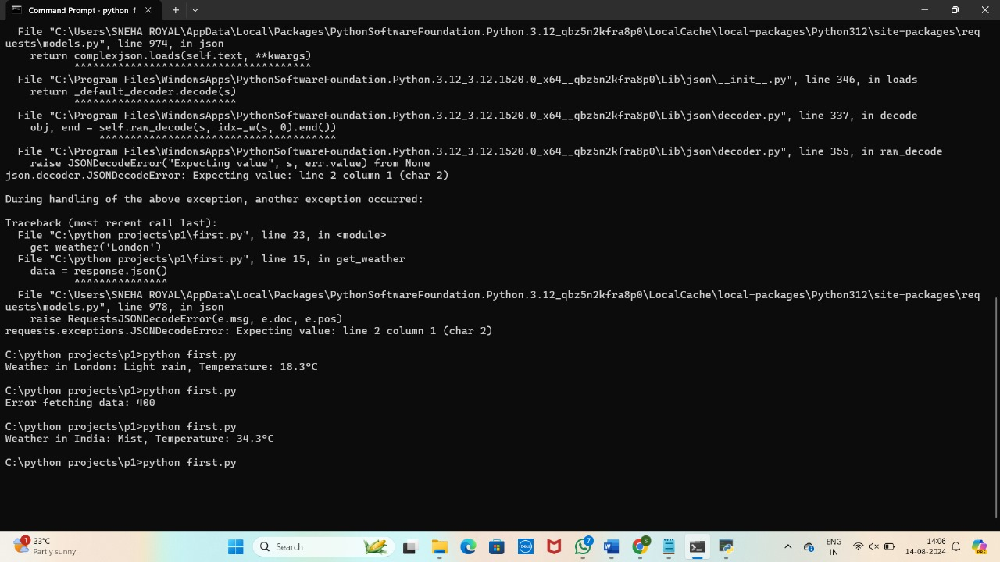 Command Prompt - python f
File "C:\Users\SNEHA ROYAL\AppData\Local\Packages\PythonSoftwareFoundation.Python.3.12_qbz5n2kfra8p0\LocalCache\local-packages\Python312\site-packages\req
uests\models.py", line 974, in json
return complexjson.loads(self.text, **kwargs)
^^^^^^^^^^^^^^^^^^^^^^^^^^^^^^^^^^^^^^
File "C:\Program Files\WindowsApps\PythonSoftwareFoundation.Python.3.12_3.12.1520.0_x64__qbz5n2kfra8p0\Lib\json\__init__.py", line 346, in loads
return _default_decoder.decode(s)
^^^^^^^^^^^^^^^^^^^^^^^^^^
File "C:\Program Files\WindowsApps\PythonSoftwareFoundation.Python.3.12_3.12.1520.0_x64__qbz5n2kfra8p0\Lib\json\decoder.py", line 337, in decode
obj, end = self.raw_decode(s, idx=_w(s, 0).end())
^^^^^^^^^^^^^^^^^^^^^^^^^^^^^^^^^^^^^^
File "C:\Program Files\WindowsApps\PythonSoftwareFoundation.Python.3.12_3.12.1520.0_x64__qbz5n2kfra8p0\Lib\json\decoder.py", line 355, in raw_decode
raise JSONDecodeError("Expecting value", s, err.value) from None
json.decoder.JSONDecodeError: Expecting value: line 2 column 1 (char 2)
During handling of the above exception, another exception occurred:
Traceback (most recent call last):
File "C:\python projects\p1\first.py", line 23, in <module>
get_weather('London')
File "C:\python projects\p1\first.py", line 15, in get_weather
data = response.json()
^^^^^^^^^^^^^^^
File "C:\Users\SNEHA ROYAL\AppData\Local\Packages\PythonSoftwareFoundation.Python.3.12_qbz5n2kfra8p0\LocalCache\local-packages\Python312\site-packages\req
uests\models.py", line 978, in json
raise RequestsJSONDecodeError(e.msg, e.doc, e.pos)
requests.exceptions.JSONDecodeError: Expecting value: line 2 column 1 (char 2)
C:\python projects\p1>python first.py
Weather in London: Light rain, Temperature: 18.3°C
C:\python projects\p1>python first.py
Error fetching data: 400
C:\python projects\p1>python first.py
Weather in India: Mist, Temperature: 34.3°C
C:\python projects\p1>python first.py
1
33°C
Partly sunny
Search
DELL
7
W
S
PRE
ENG
IN
14:06
14-08-2024